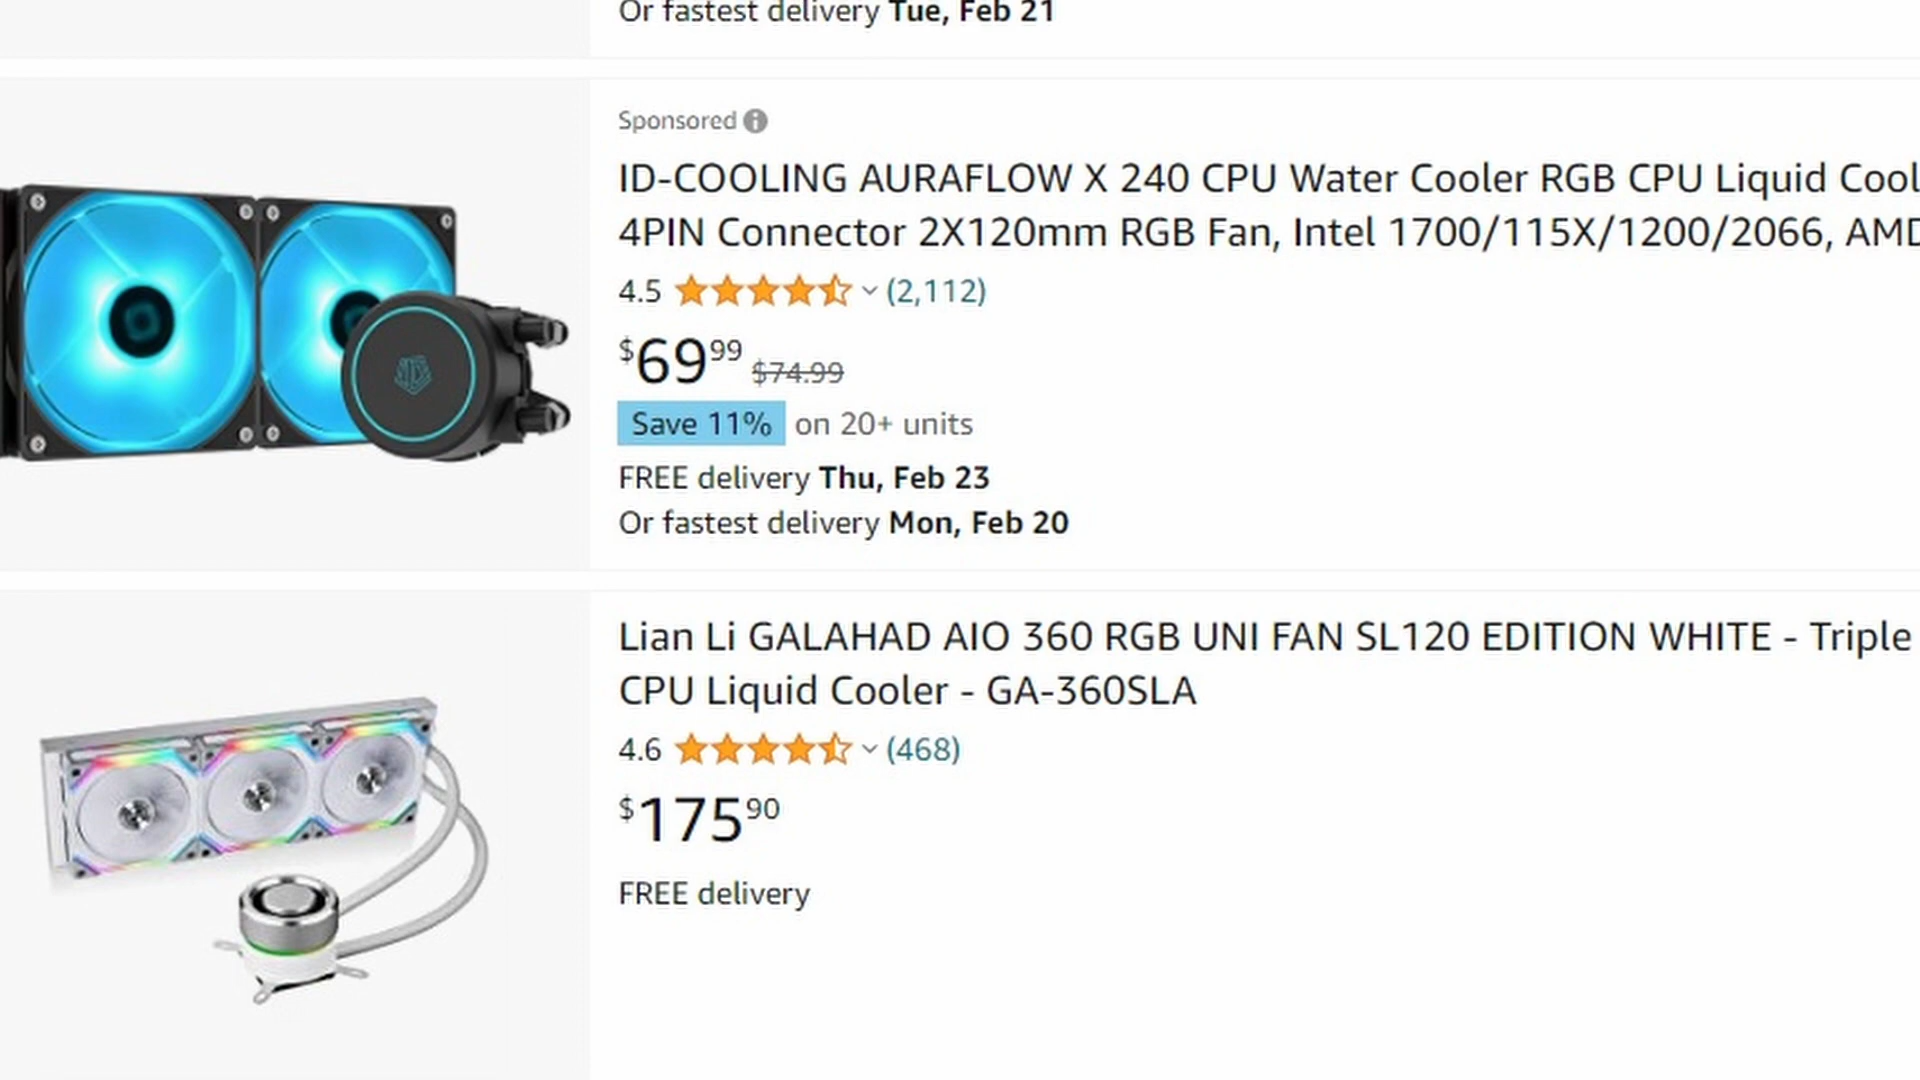 Or fastest delivery Tue, Feb 21
Sponsored
ID-COOLING AURAFLOW X 240 CPU Water Cooler RGB CPU Liquid Cool
4PIN Connector 2X120mm RGB Fan, Intel 1700/115X/1200/2066, AMD
4.5 (2,112)
$69.99 $74.99
Save 11% on 20+ units
FREE delivery Thu, Feb 23
Or fastest delivery Mon, Feb 20
Lian Li GALAHAD AIO 360 RGB UNI FAN SL120 EDITION WHITE - Triple
CPU Liquid Cooler - GA-360SLA
4.6 (468)
$175.90
FREE delivery